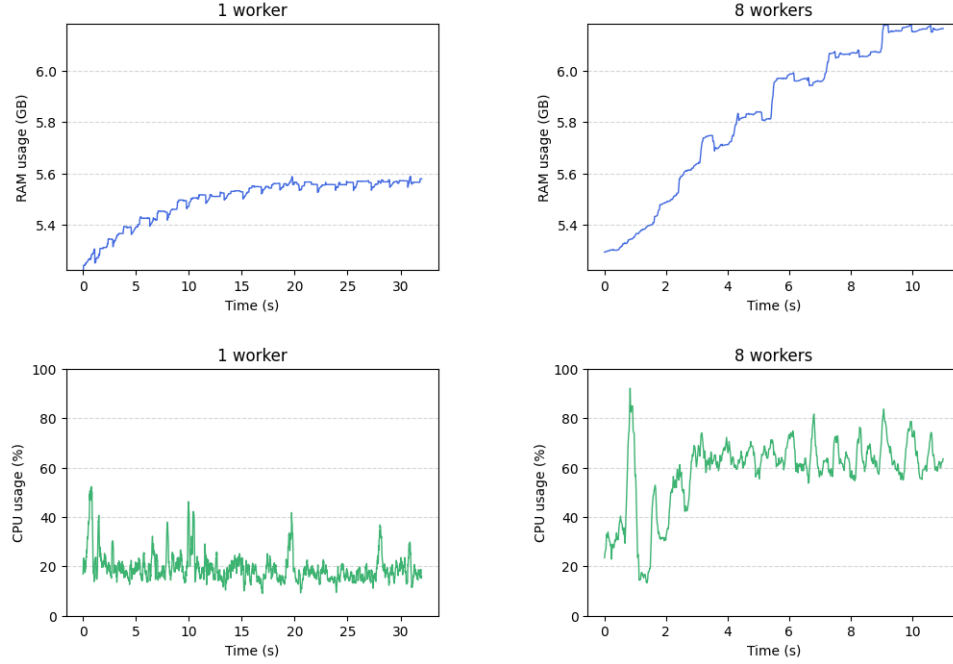 1 worker
8 workers
RAM usage (GB)
6.0
5.8
5.6
5.4
0 5 10 15 20 25 30
Time (s)
RAM usage (GB)
6.0
5.8
5.6
5.4
0 2 4 6 8 10
Time (s)
1 worker
8 workers
CPU usage (%)
100
80
60
40
20
0
0 5 10 15 20 25 30
Time (s)
CPU usage (%)
100
80
60
40
20
0
0 2 4 6 8 10
Time (s)